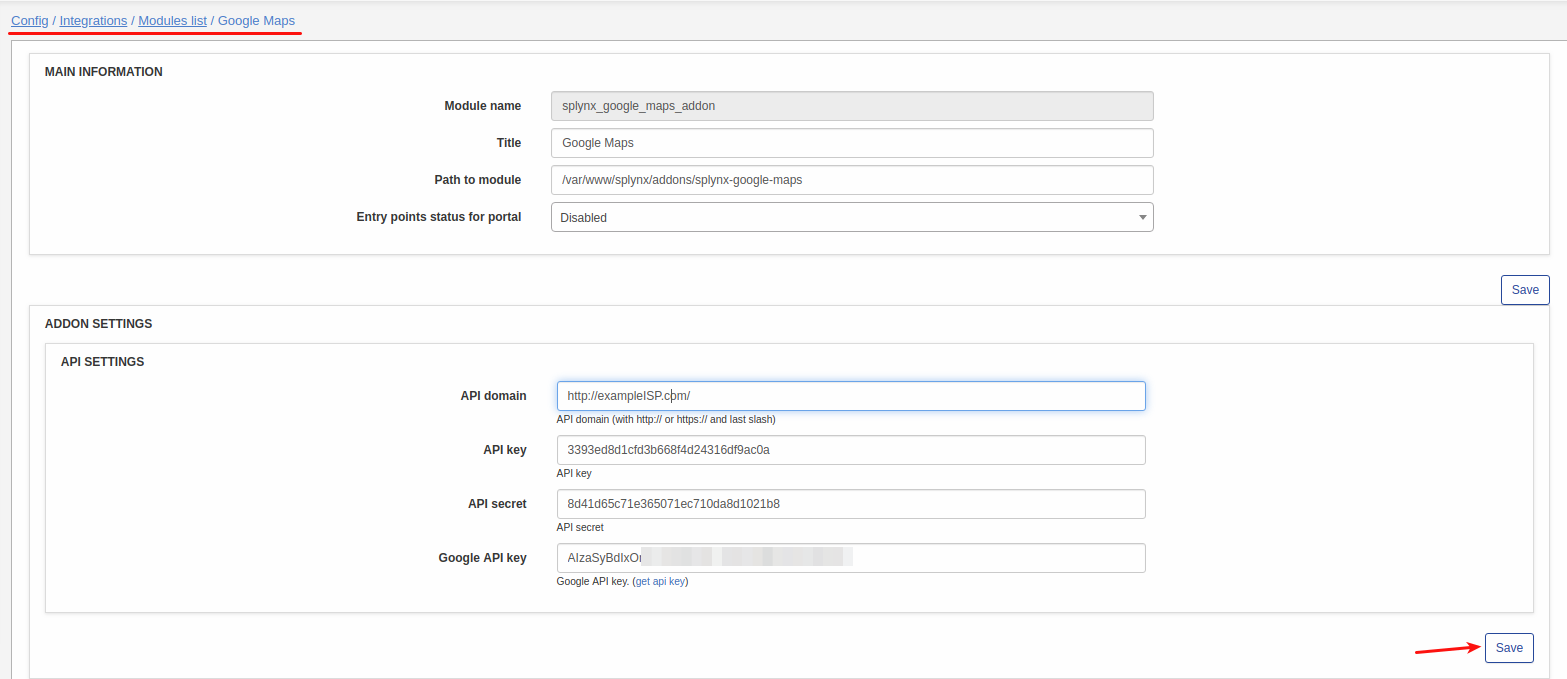 Config / Integrations / Modules list / Google Maps
MAIN INFORMATION
Module name splynx_google_maps_addon
Title Google Maps
Path to module /var/www/splynx/addons/splynx-google-maps
Entry points status for portal Disabled
Save
ADDON SETTINGS
API SETTINGS
API domain http://exampleISP.com/
API domain (with http:// or https:// and last slash)
API key 3393ed8d1cfd3b668f4d24316df9ac0a
API key
API secret 8d41d65c71e365071ec710da8d1021b8
API secret
Google API key
Google API key. (get api key)
Save